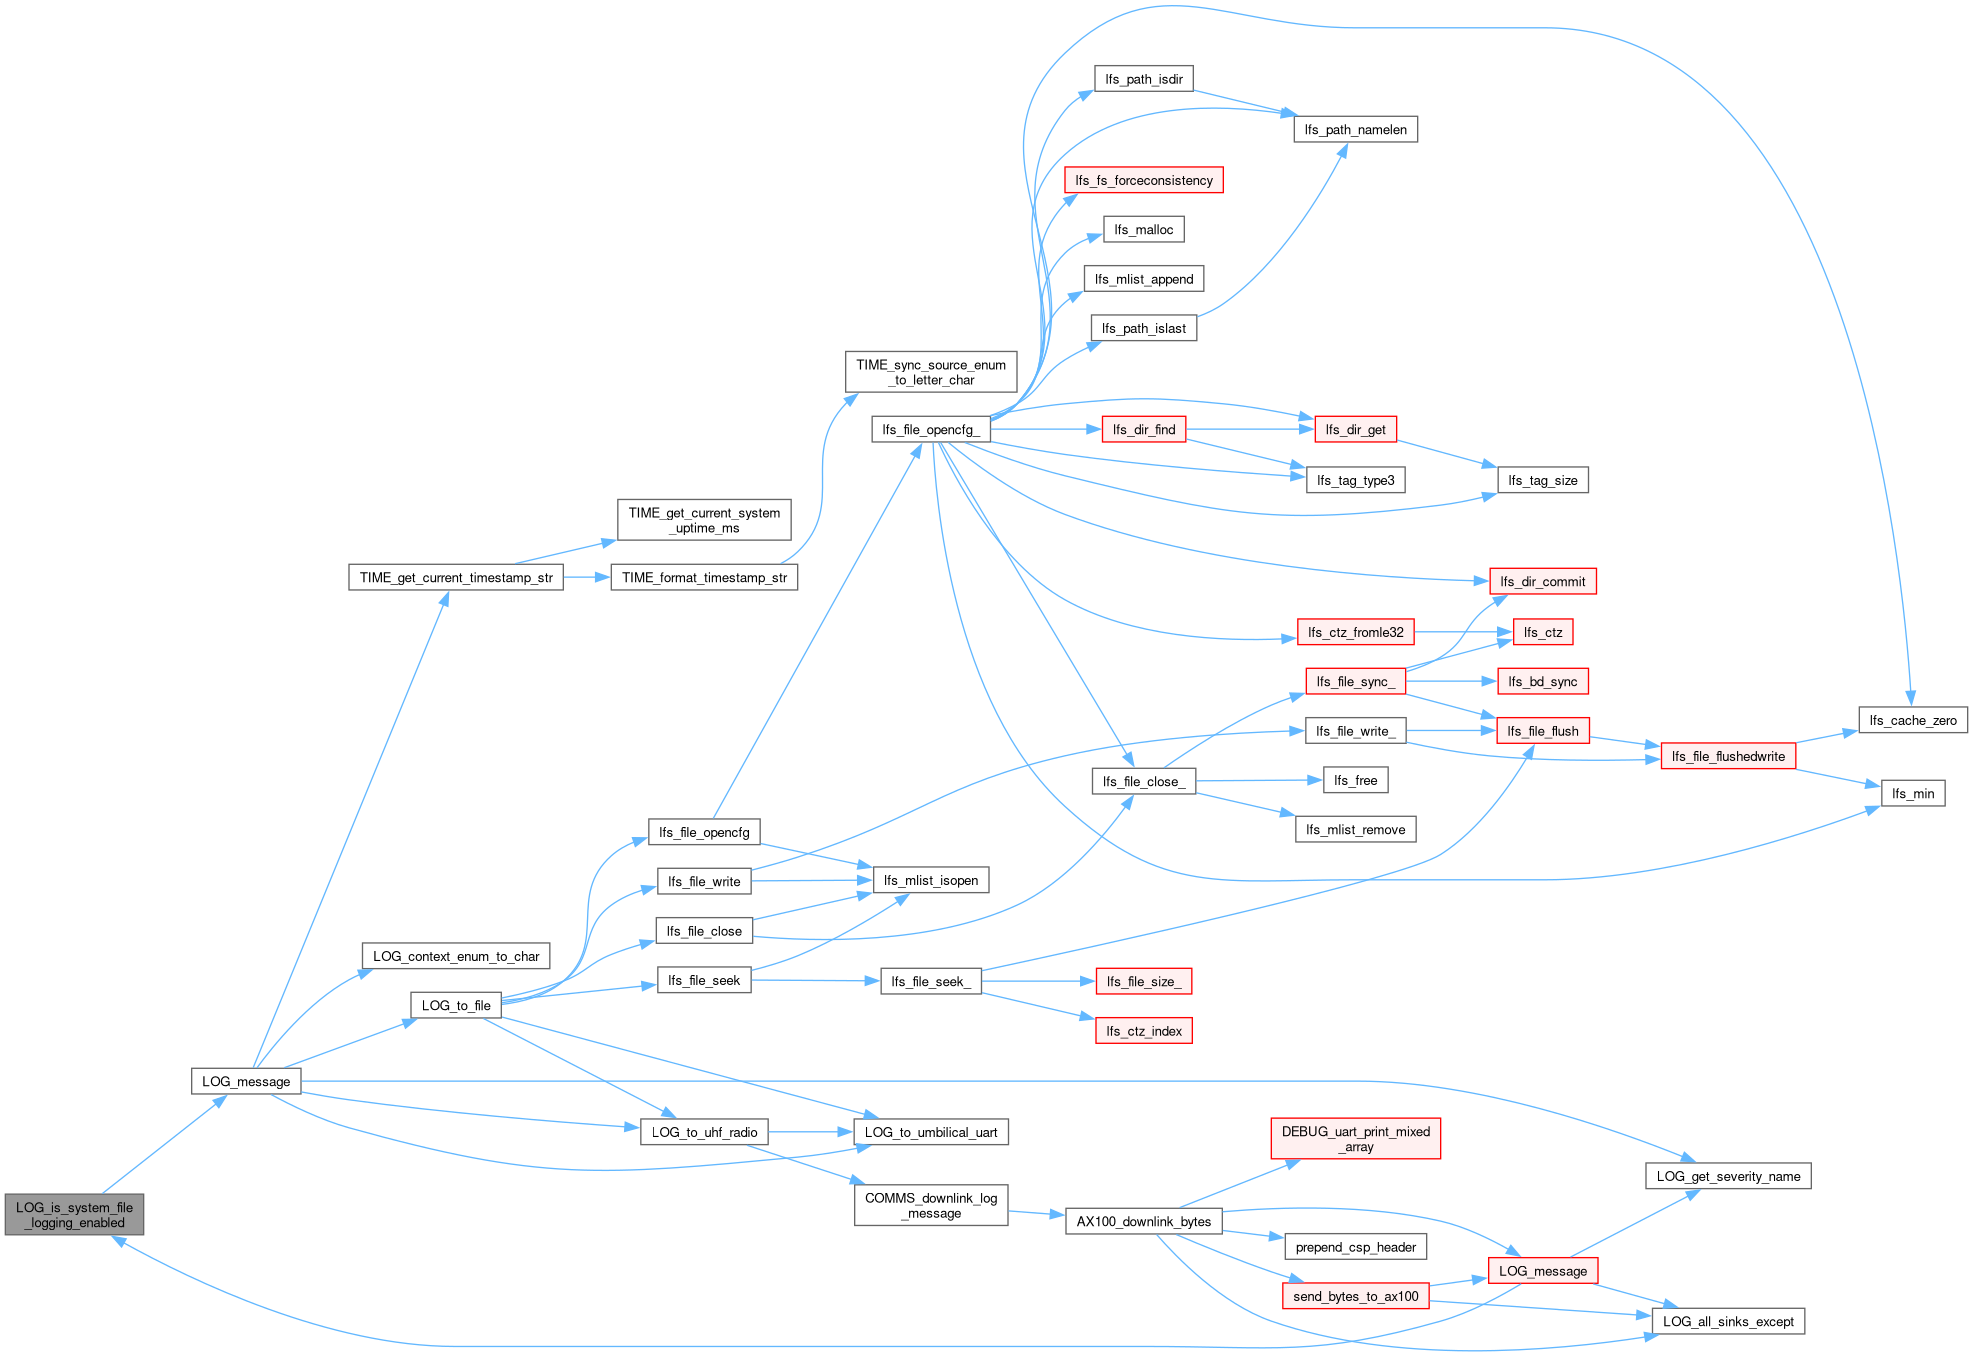 lfs_path_isdir
lfs_path_namelen
lfs_fs_forceconsistency
lfs_malloc
lfs_mlist_append
lfs_path_islast
TIME_sync_source_enum
_to_letter_char
lfs_file_opencfg_
lfs_dir_find
lfs_dir_get
lfs_tag_type3
lfs_tag_size
TIME_get_current_system
_uptime_ms
TIME_get_current_timestamp_str
TIME_format_timestamp_str
lfs_dir_commit
lfs_ctz_fromle32
lfs_ctz
lfs_file_sync_
lfs_bd_sync
lfs_cache_zero
lfs_file_write_
lfs_file_flush
lfs_file_flushedwrite
lfs_file_close_
lfs_free
lfs_min
lfs_mlist_remove
lfs_file_opencfg
lfs_file_write
lfs_mlist_isopen
lfs_file_close
LOG_context_enum_to_char
lfs_file_seek
lfs_file_seek_
lfs_file_size_
LOG_to_file
lfs_ctz_index
LOG_message
LOG_to_uhf_radio
LOG_to_umbilical_uart
DEBUG_uart_print_mixed
_array
LOG_get_severity_name
COMMS_downlink_log
_message
LOG_is_system_file
_logging_enabled
AX100_downlink_bytes
prepend_csp_header
LOG_message
send_bytes_to_ax100
LOG_all_sinks_except